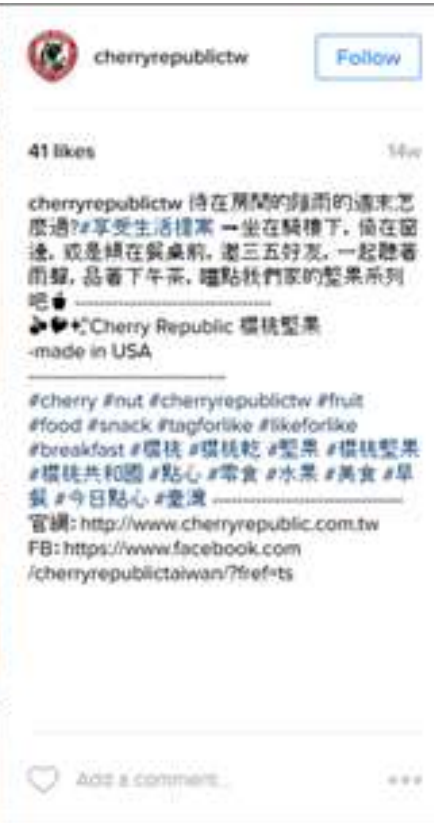 cherryrepublictw
Follow
41 likes
14w
cherryrepublictw 待在房間的陰雨的週末怎
麼過?#享受生活提案 ➖坐在騎樓下, 倚在窗
邊, 或是傾在餐桌前, 邀三五好友, 一起聽著
雨聲, 品著下午茶, 嗑點我們家的堅果系列
吧🍎 ----------------------------
🍒❤✨Cherry Republic 櫻桃堅果
-made in USA
----------------------------
#cherry #nut #cherryrepublictw #fruit
#food #snack #tagforlike #likeforlike
#breakfast #櫻桃 #櫻桃乾 #堅果 #櫻桃堅果
#櫻桃共和國 #點心 #零食 #水果 #美食 #早
餐 #今日點心 #臺灣 ----------------------------
官網: http://www.cherryrepublic.com.tw
FB: https://www.facebook.com
/cherryrepublictaiwan/?fref=ts
Add a comment...